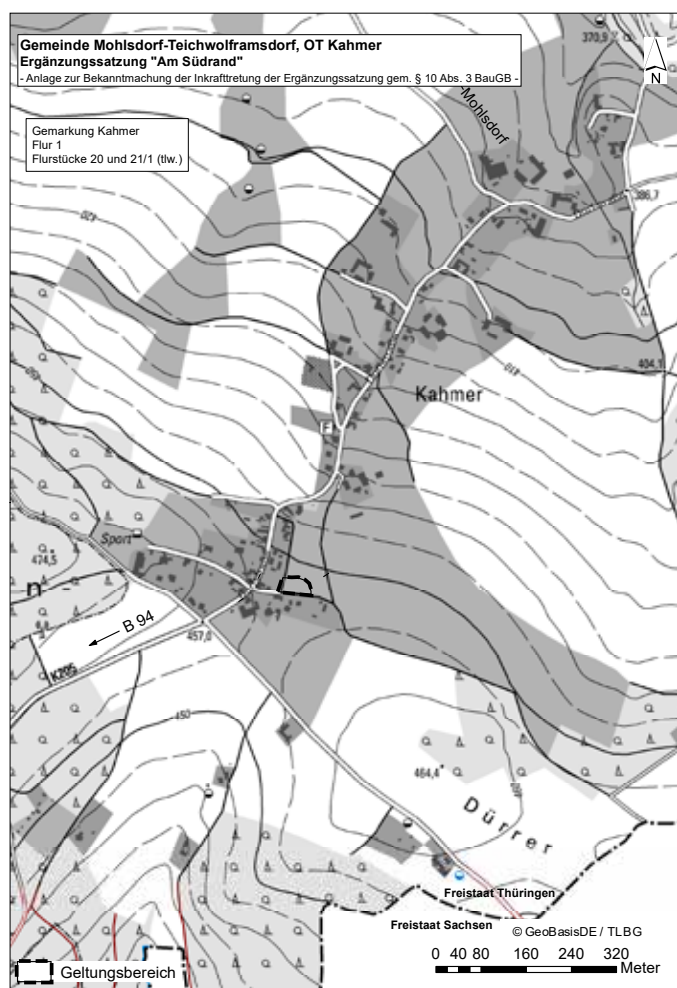 Gemeinde Mohlsdorf-Teichwolframsdorf, OT Kahmer
Ergänzungssatzung "Am Südrand"
- Anlage zur Bekanntmachung der Inkrafttretung der Ergänzungssatzung gem. § 10 Abs. 3 BauGB -
370,9
N
-Mohlsdorf
Gemarkung Kahmer
Flur 1
Flurstücke 20 und 21/1 (tlw.)
386,7
420
404,1
410
Kahmer
F
Sport
474,5
n
B 94
457,0
K205
450
464,4
Dürrer
Freistaat Thüringen
Freistaat Sachsen
© GeoBasisDE / TLBG
0 40 80 160 240 320
Meter
Geltungsbereich